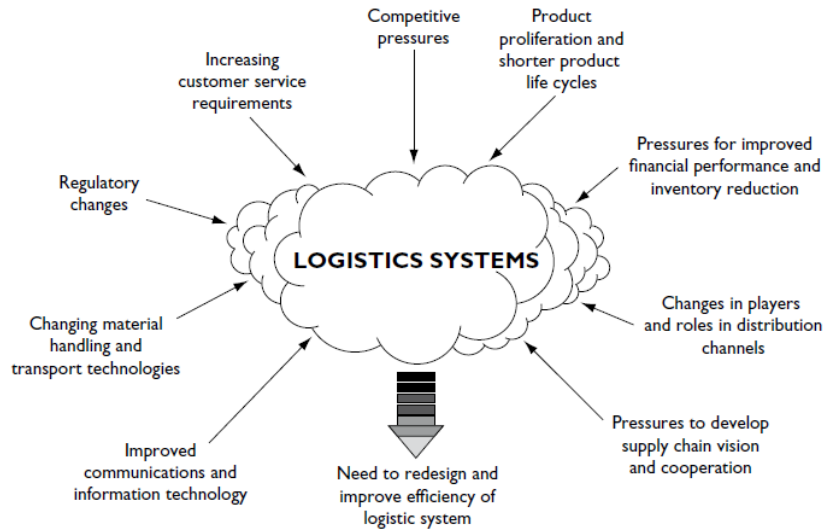 Competitive
pressures
Product
proliferation and
shorter product
life cycles
Increasing
customer service
requirements
Pressures for improved
financial performance and
inventory reduction
Regulatory
changes
LOGISTICS SYSTEMS
Changing material
handling and
transport technologies
Changes in players
and roles in distribution
channels
Improved
communications and
information technology
Need to redesign and
improve efficiency of
logistic system
Pressures to develop
supply chain vision
and cooperation